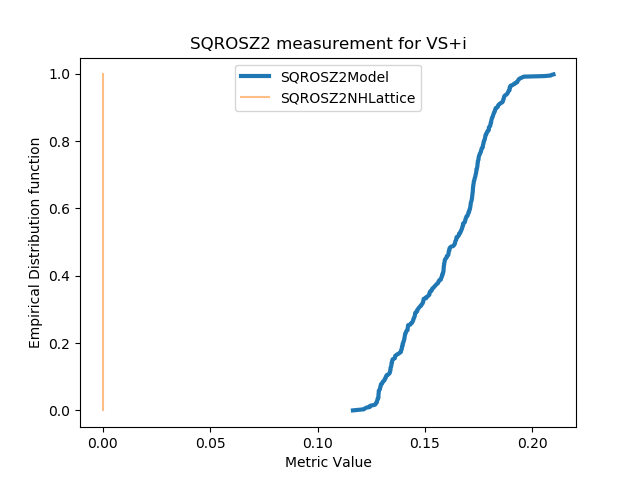 SQROSZ2 measurement for VS+i
SQROSZ2Model
SQROSZ2NHLattice
Empirical Distribution function
1.0
0.8
0.6
0.4
0.2
0.0
0.00 0.05 0.10 0.15 0.20
Metric Value